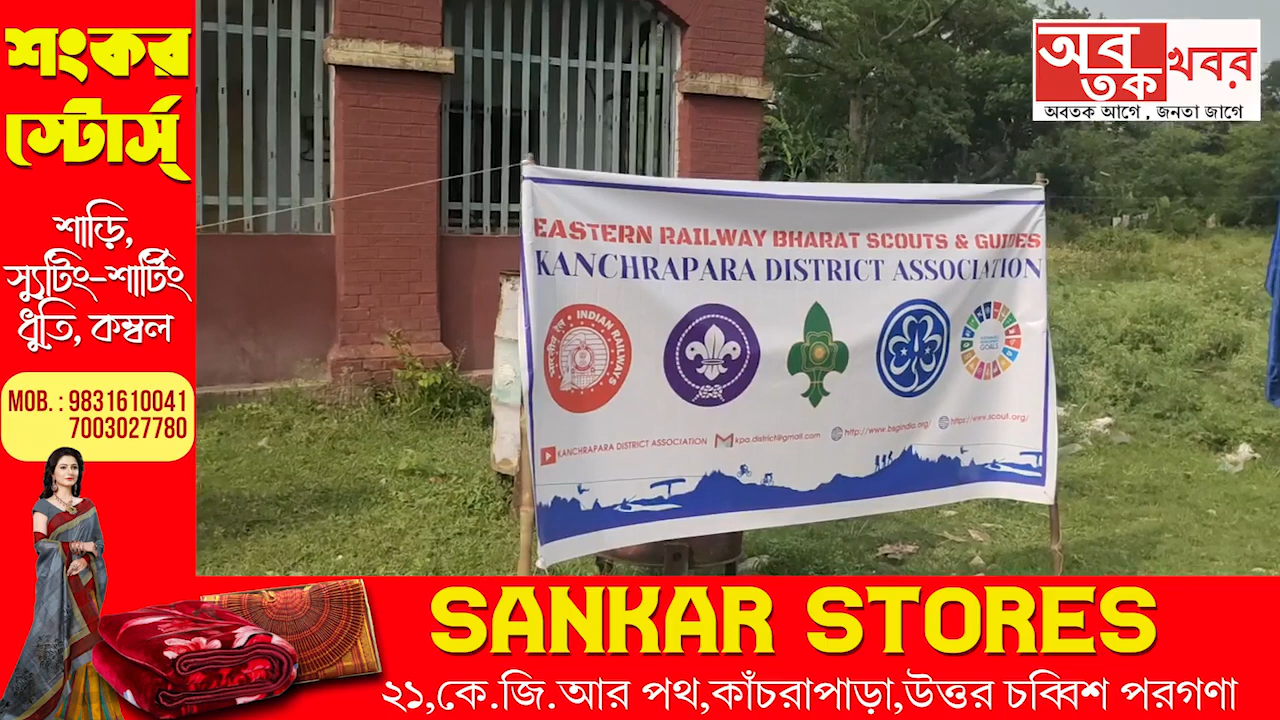 শংকর
স্টোর্স্
শাড়ি,
স্যুটিং-শার্টিং
ধুতি, কম্বল
MOB. : 9831610041
7003027780
অব তক খবর
অবতক আগে , জনতা জাগে
EASTERN RAILWAY BHARAT SCOUTS & GUIDES
KANCHRAPARA DISTRICT ASSOCIATION
भारतीय रेल • INDIAN RAILWAYS
GOALS
KANCHRAPARA DISTRICT ASSOCIATION
kpa.district@gmail.com
http://www.bsgindia.org/
https://www.scout.org/
SANKAR STORES
২১,কে.জি.আর পথ,কাঁচরাপাড়া,উত্তর চব্বিশ পরগণা